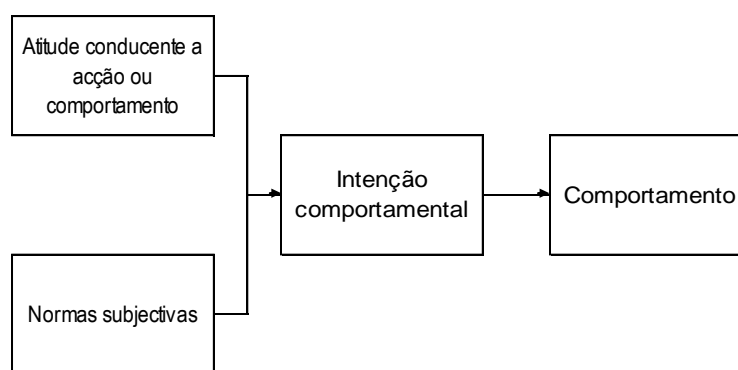 Atitude conducente a
acção ou
comportamento
Intenção
comportamental
Comportamento
Normas subjectivas